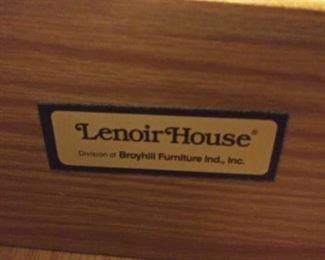 Lenoir House®
Division of Broyhill Furniture Ind., Inc.